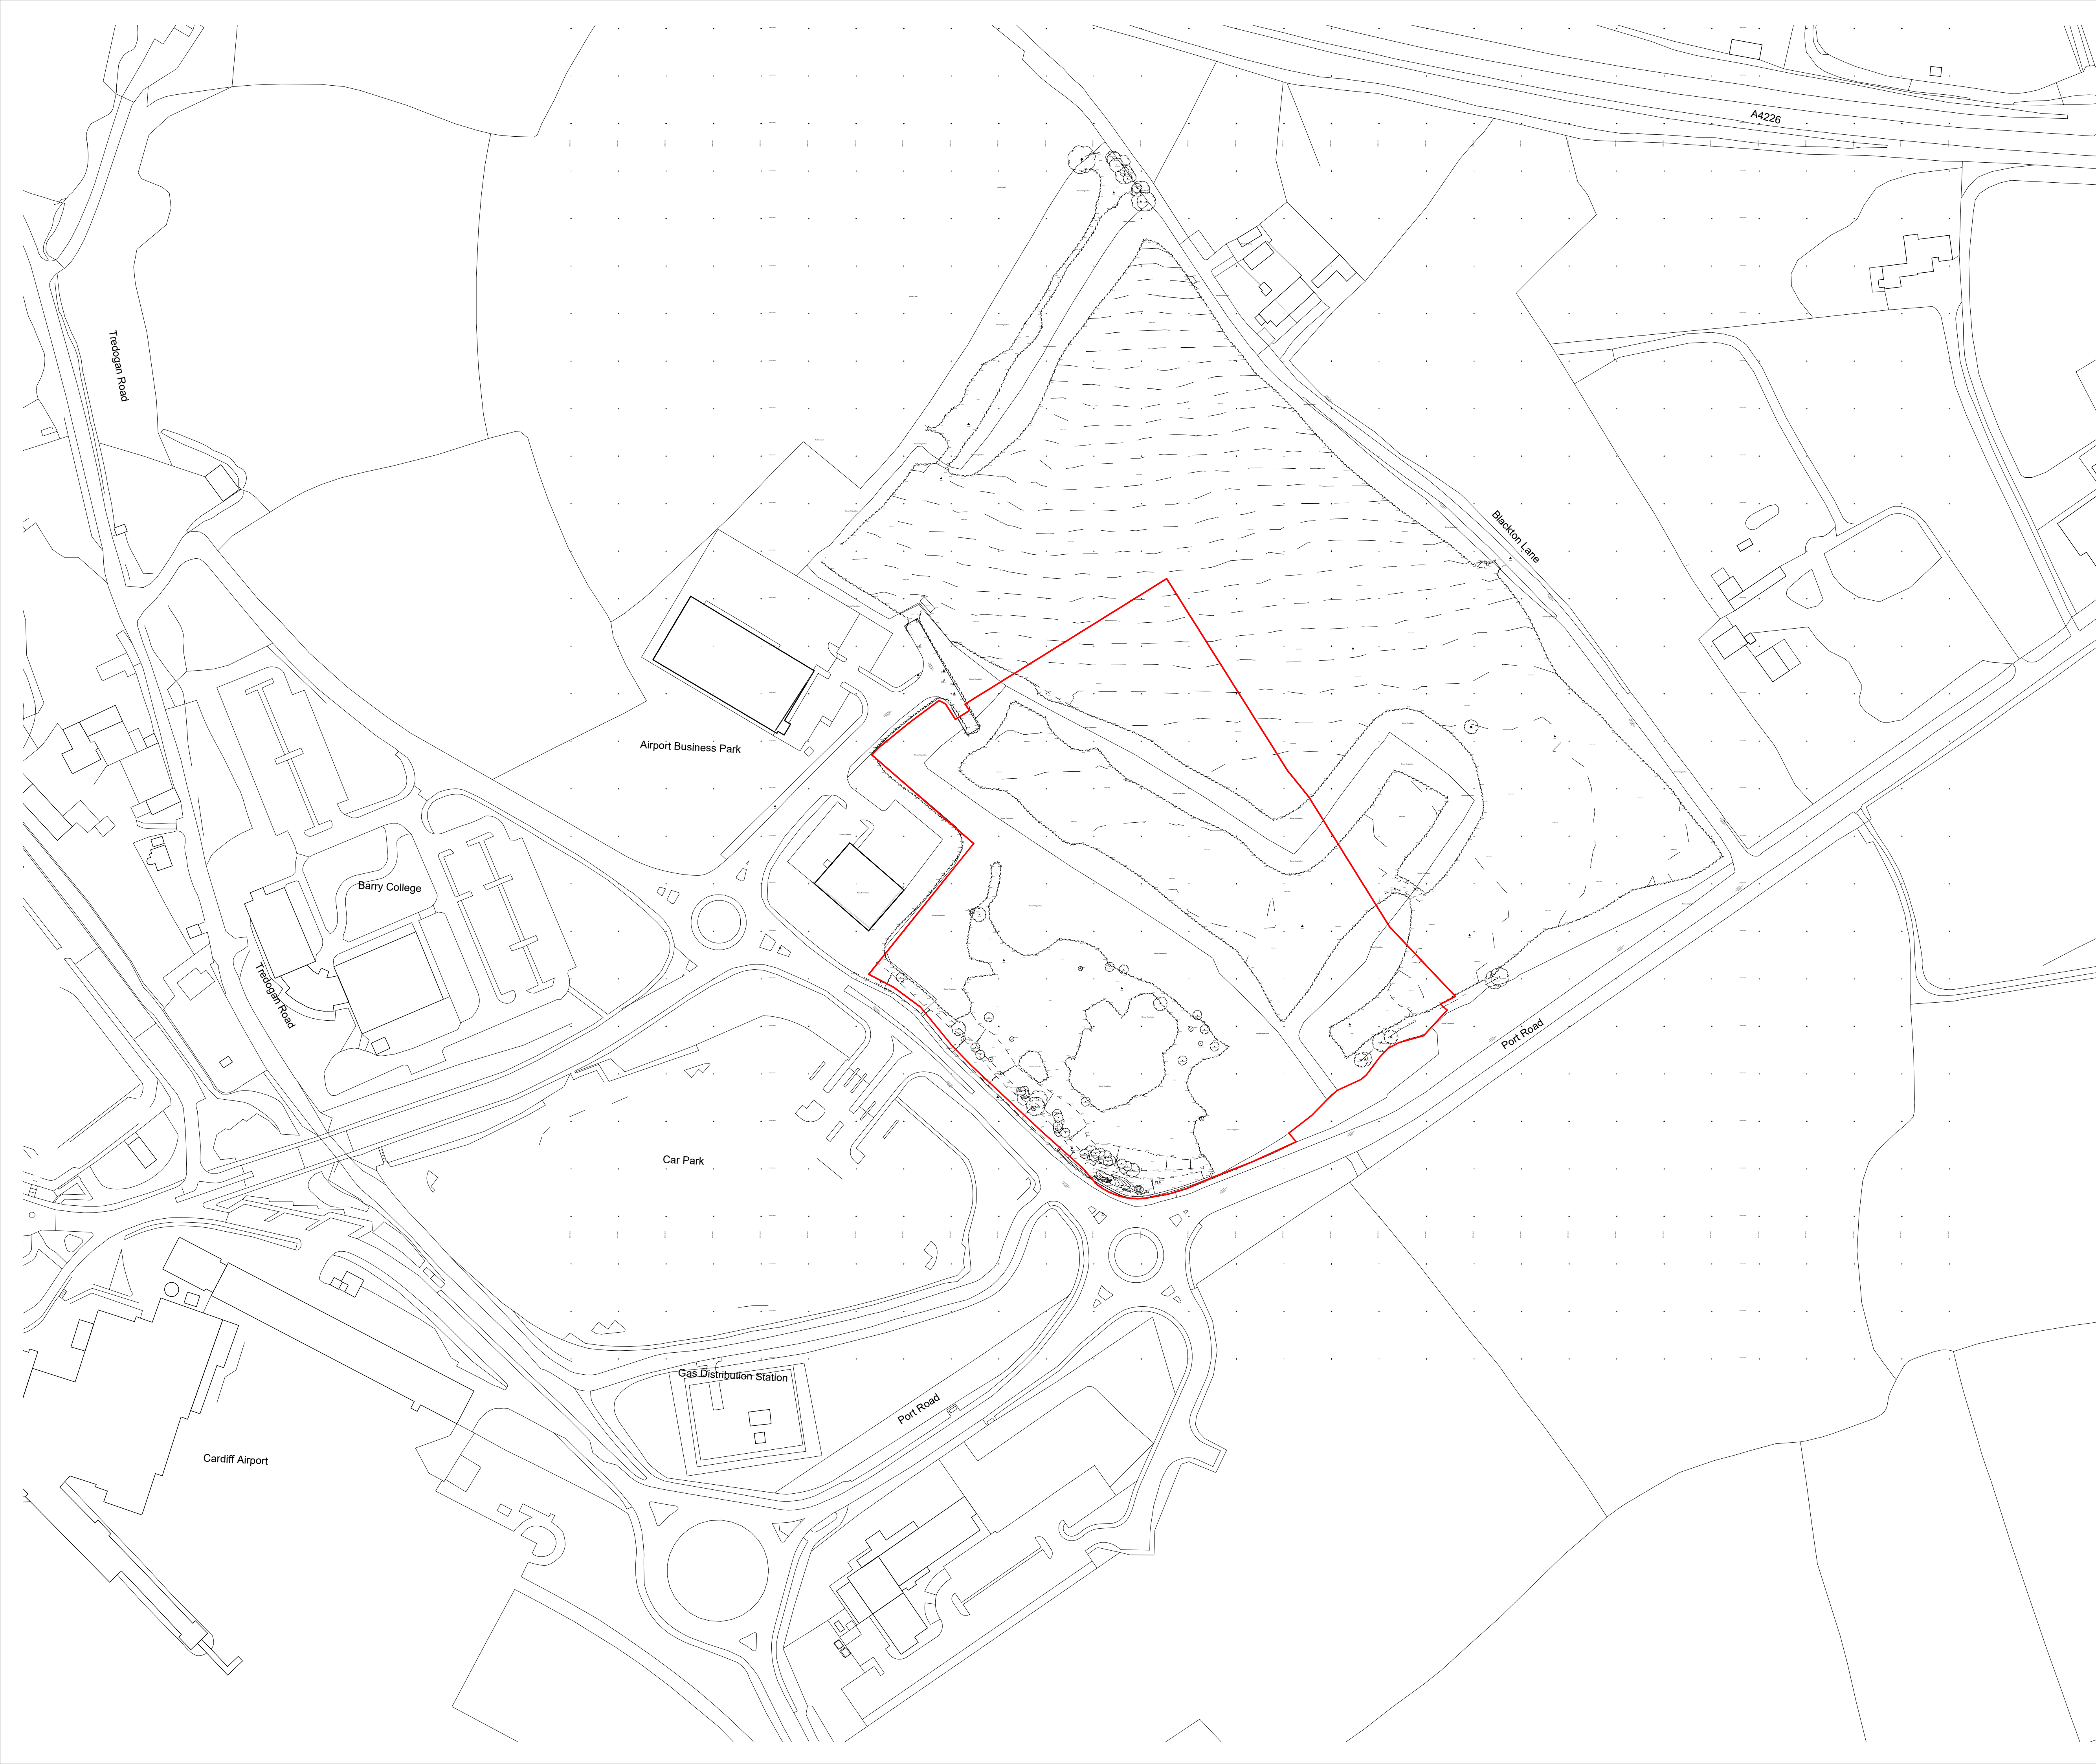 A4226
Tredogan Road
Blackton Lane
Airport Business Park
Barry College
Tredogan Road
Port Road
Car Park
Gas Distribution Station
Port Road
Cardiff Airport